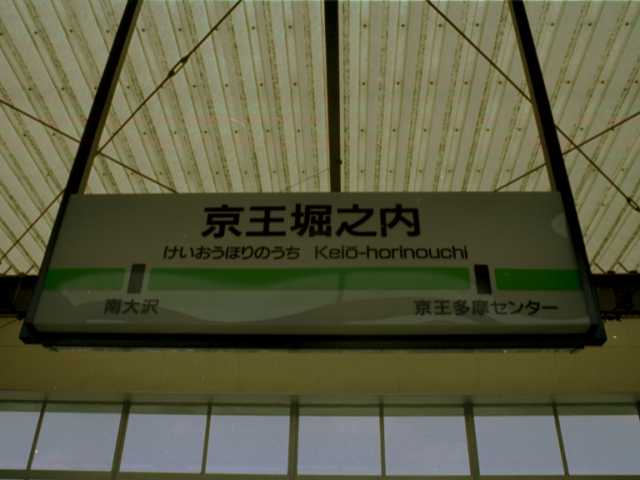 京王堀之内
けいおうほりのうち Keiō-horinouchi
南大沢 京王多摩センター